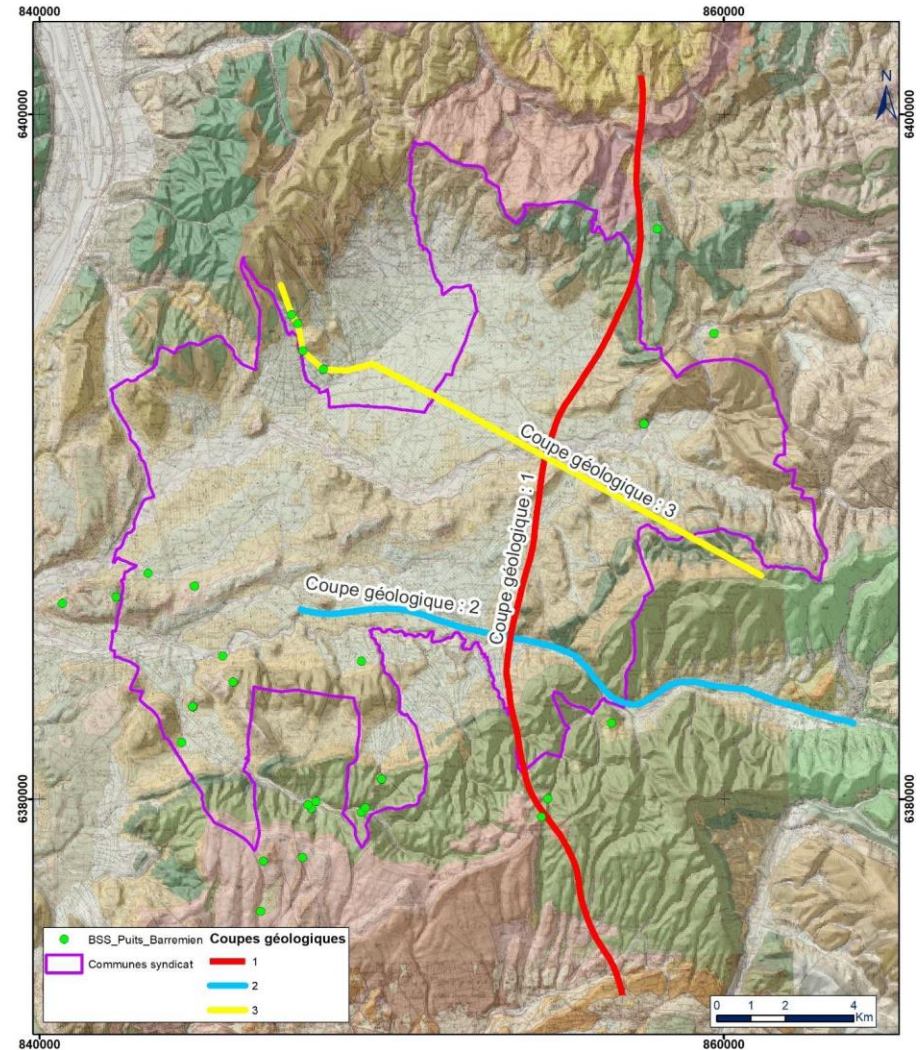 840000
860000
6400000
6400000
N
Coupe géologique : 3
Coupe géologique : 1
Coupe géologique : 2
6380000
6380000
BSS_Puits_Barremien
Coupes géologiques
Communes syndicat
1
2
3
0 1 2 4
Km
840000
860000